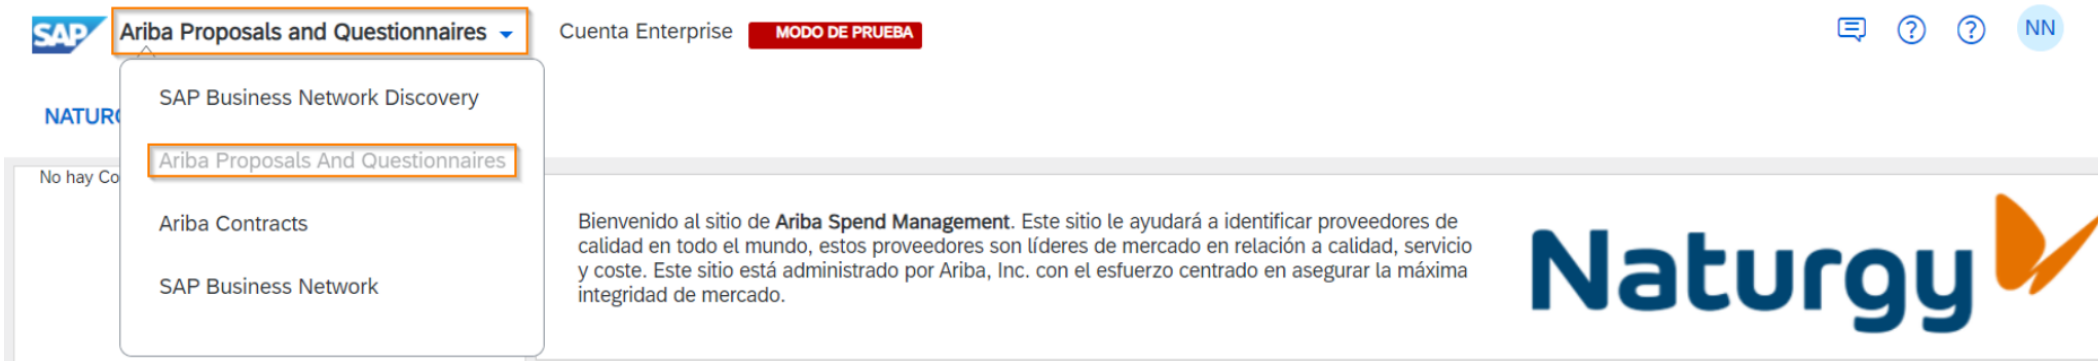 SAP Ariba Proposals and Questionnaires Cuenta Enterprise MODO DE PRUEBA ? ? NN
SAP Business Network Discovery
NATURG
Ariba Proposals And Questionnaires
No hay Co
Ariba Contracts
SAP Business Network
Bienvenido al sitio de Ariba Spend Management. Este sitio le ayudará a identificar proveedores de
calidad en todo el mundo, estos proveedores son líderes de mercado en relación a calidad, servicio
y coste. Este sitio está administrado por Ariba, Inc. con el esfuerzo centrado en asegurar la máxima
integridad de mercado.
Naturgy